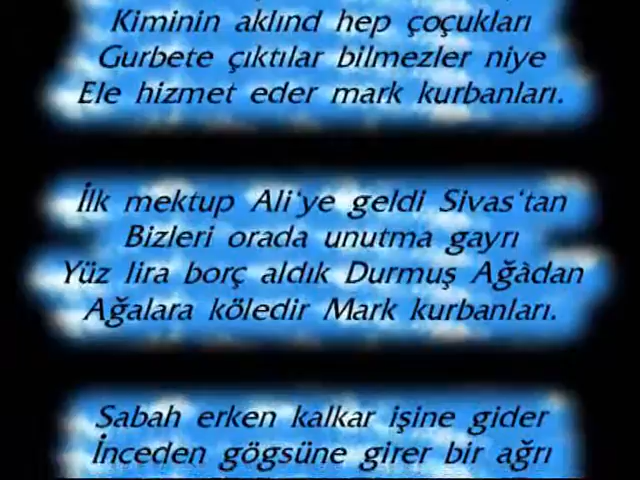 Kiminin aklınd hep çoçukları
Gurbete çıktılar bilmezler niye
Ele hizmet eder mark kurbanları.
İlk mektup Ali'ye geldi Sivas'tan
Bizleri orada unutma gayrı
Yüz lira borç aldık Durmuş Ağàdan
Ağalara köledir Mark kurbanları.
Sabah erken kalkar işine gider
İnceden gögsüne girer bir ağrı